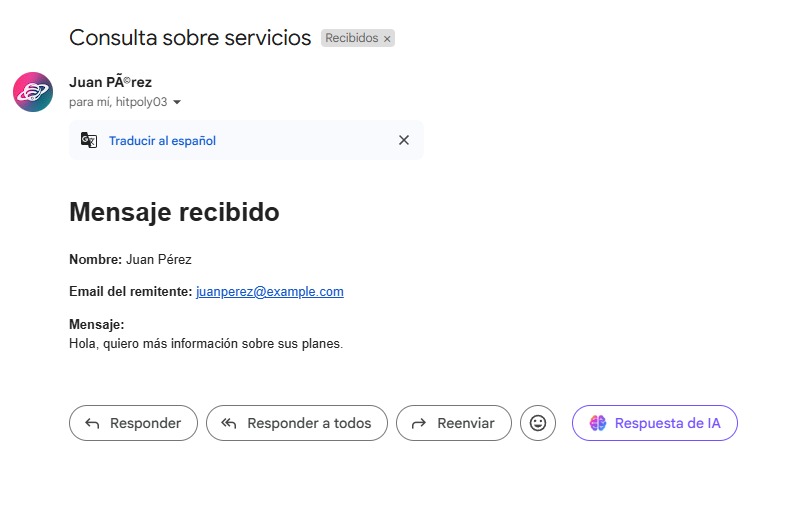 Consulta sobre servicios Recibidos ×
Juan PÃ©rez
para mí, hitpoly03
Traducir al español
Mensaje recibido
Nombre: Juan Pérez
Email del remitente: juanperez@example.com
Mensaje:
Hola, quiero más información sobre sus planes.
Responder Responder a todos Reenviar Respuesta de IA